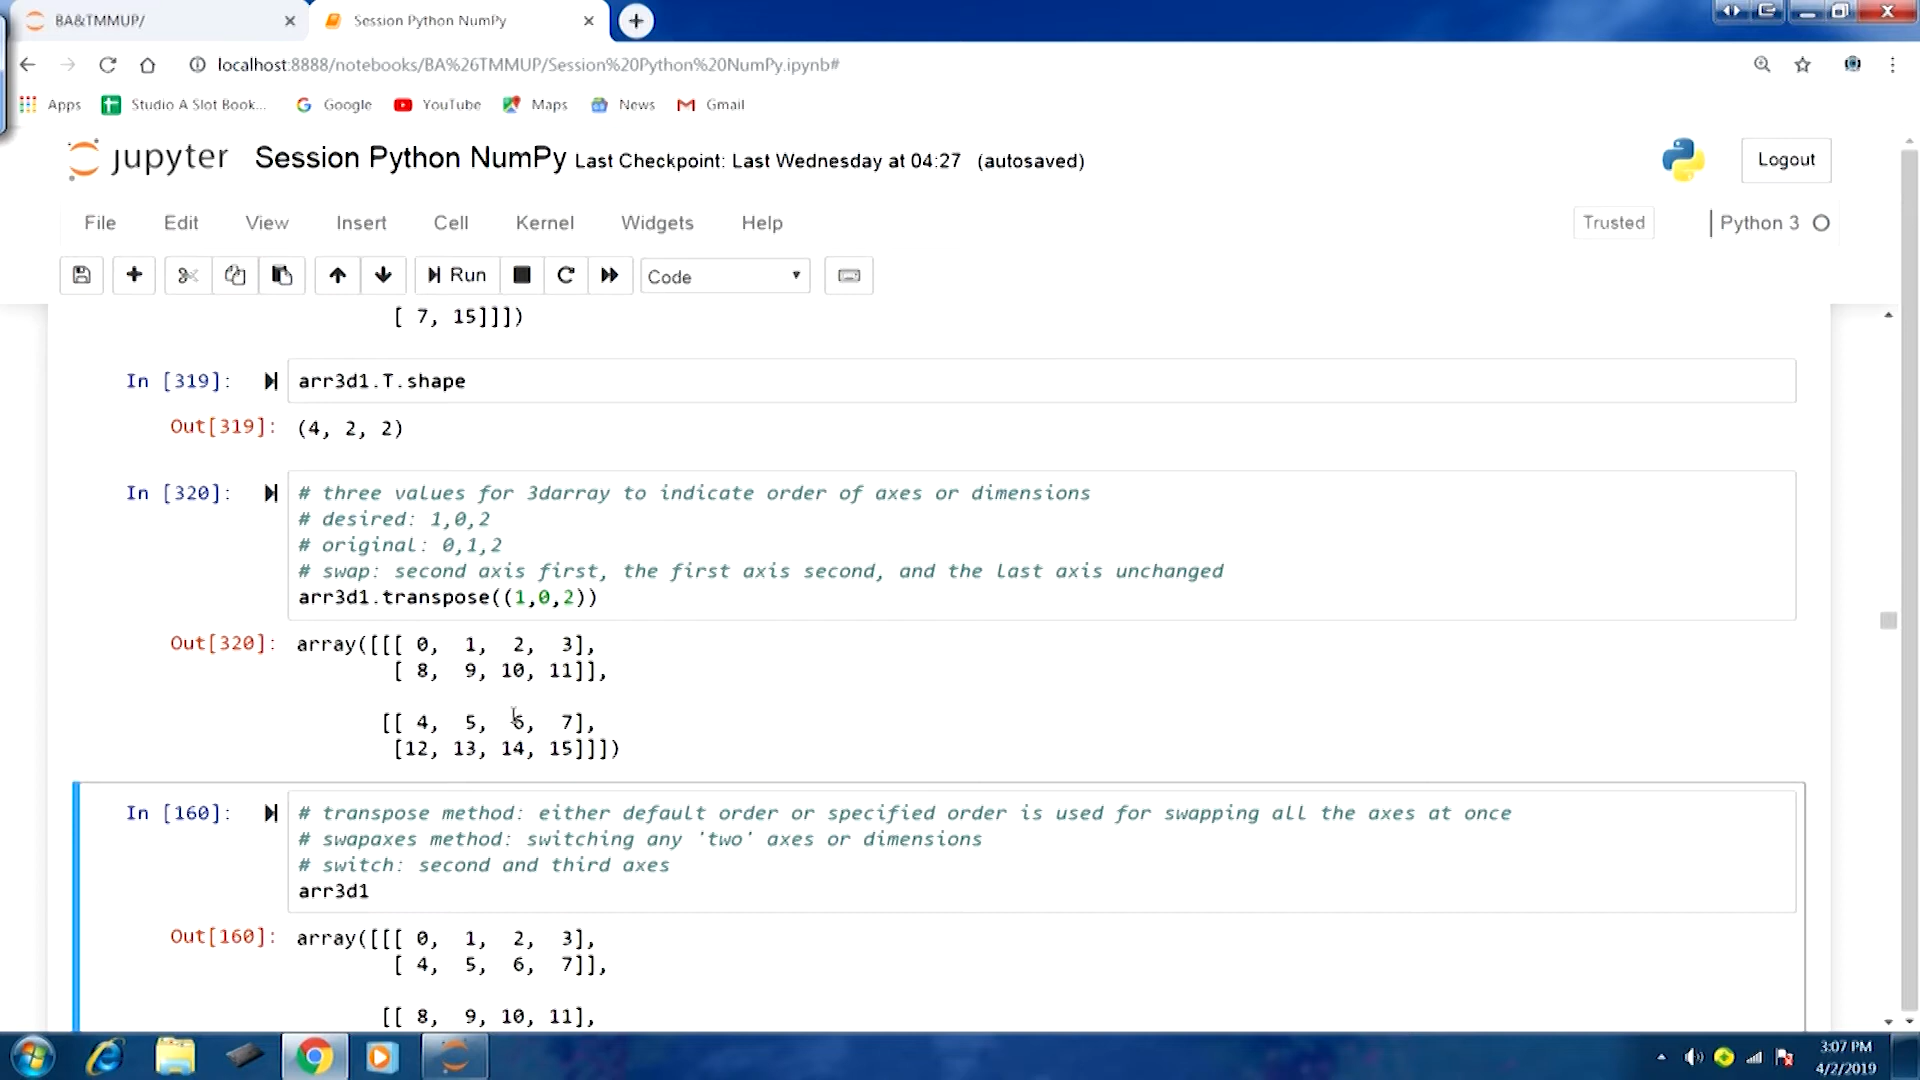 BA&TMMUP/
Session Python NumPy
localhost:8888/notebooks/BA%26TMMUP/Session%20Python%20NumPy.ipynb#
Apps Studio A Slot Book... Google YouTube Maps News Gmail
jupyter Session Python NumPy Last Checkpoint: Last Wednesday at 04:27 (autosaved) Logout
File Edit View Insert Cell Kernel Widgets Help Trusted Python 3
Run Code
[ 7, 15]]])
In [319]: arr3d1.T.shape
Out[319]: (4, 2, 2)
In [320]: # three values for 3darray to indicate order of axes or dimensions
# desired: 1,0,2
# original: 0,1,2
# swap: second axis first, the first axis second, and the last axis unchanged
arr3d1.transpose((1,0,2))
Out[320]: array([[[ 0, 1, 2, 3],
[ 8, 9, 10, 11]],
[[ 4, 5, 6, 7],
[12, 13, 14, 15]]])
In [160]: # transpose method: either default order or specified order is used for swapping all the axes at once
# swapaxes method: switching any 'two' axes or dimensions
# switch: second and third axes
arr3d1
Out[160]: array([[[ 0, 1, 2, 3],
[ 4, 5, 6, 7]],
[[ 8, 9, 10, 11],
3:07 PM
4/2/2019